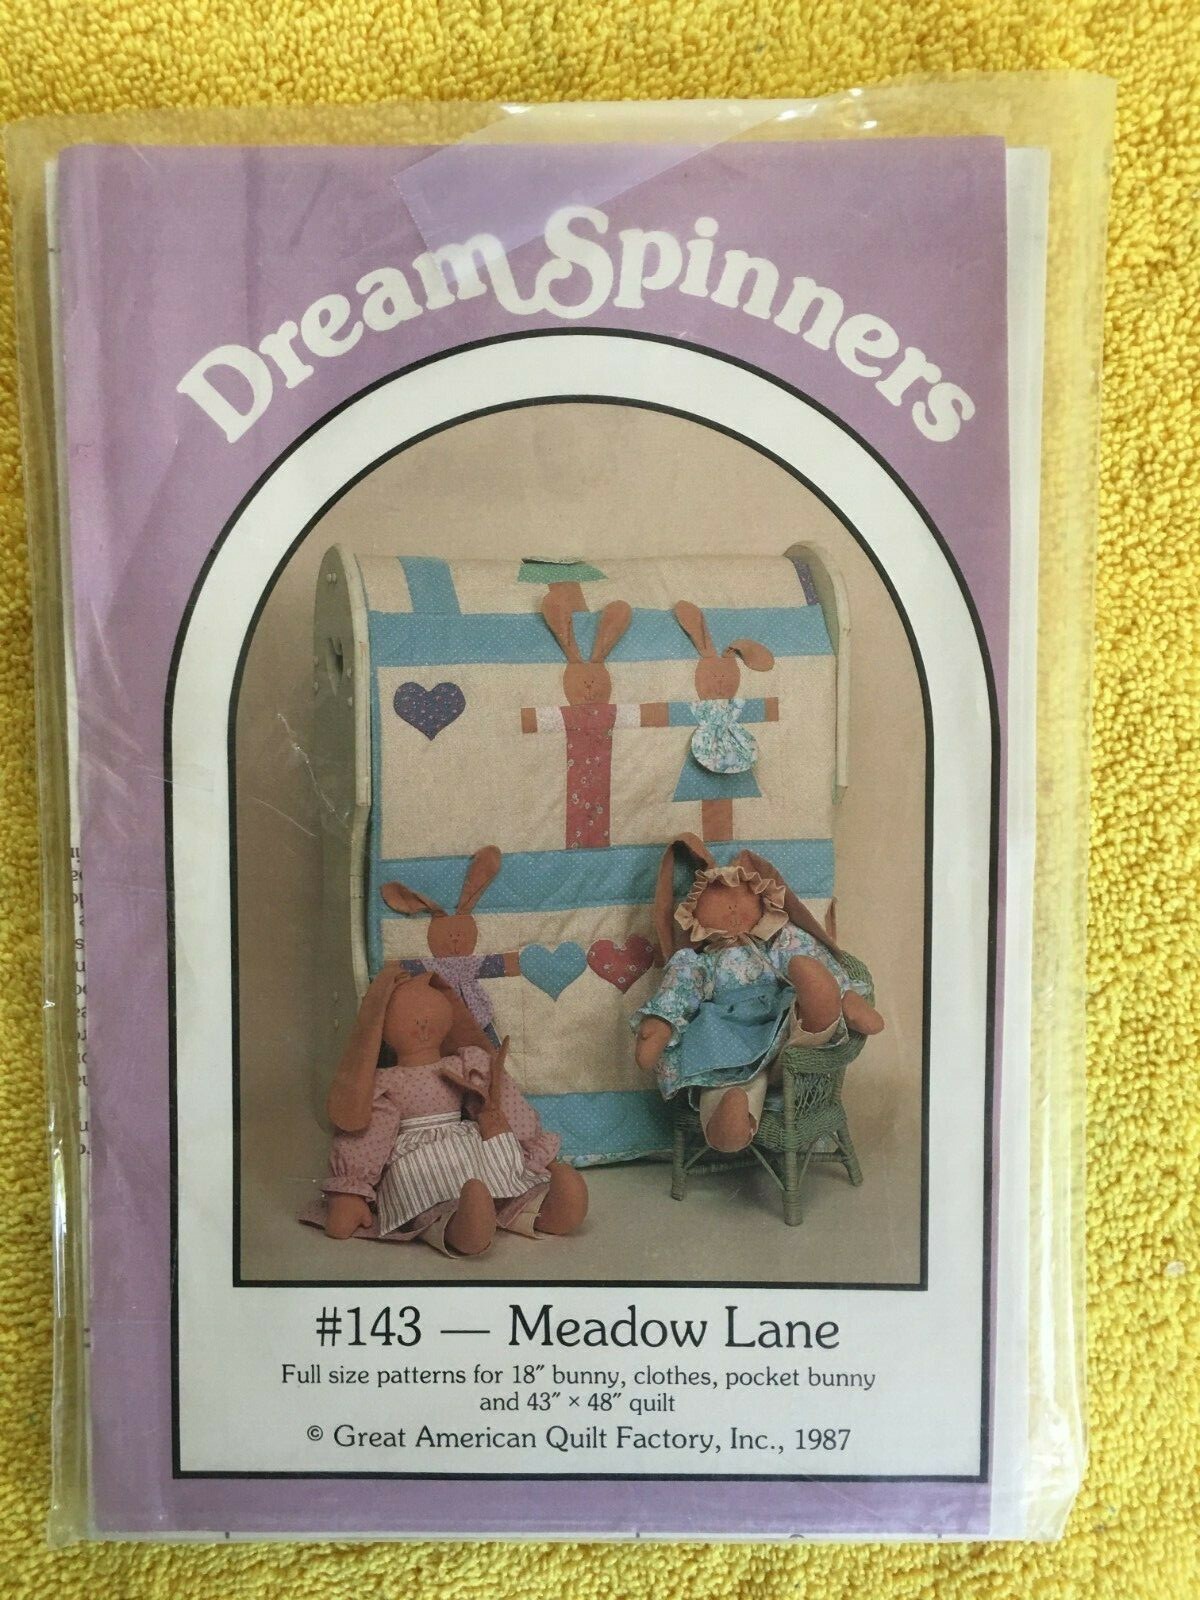 Dream Spinners
#143 — Meadow Lane
Full size patterns for 18″ bunny, clothes, pocket bunny
and 43″ × 48″ quilt
© Great American Quilt Factory, Inc., 1987